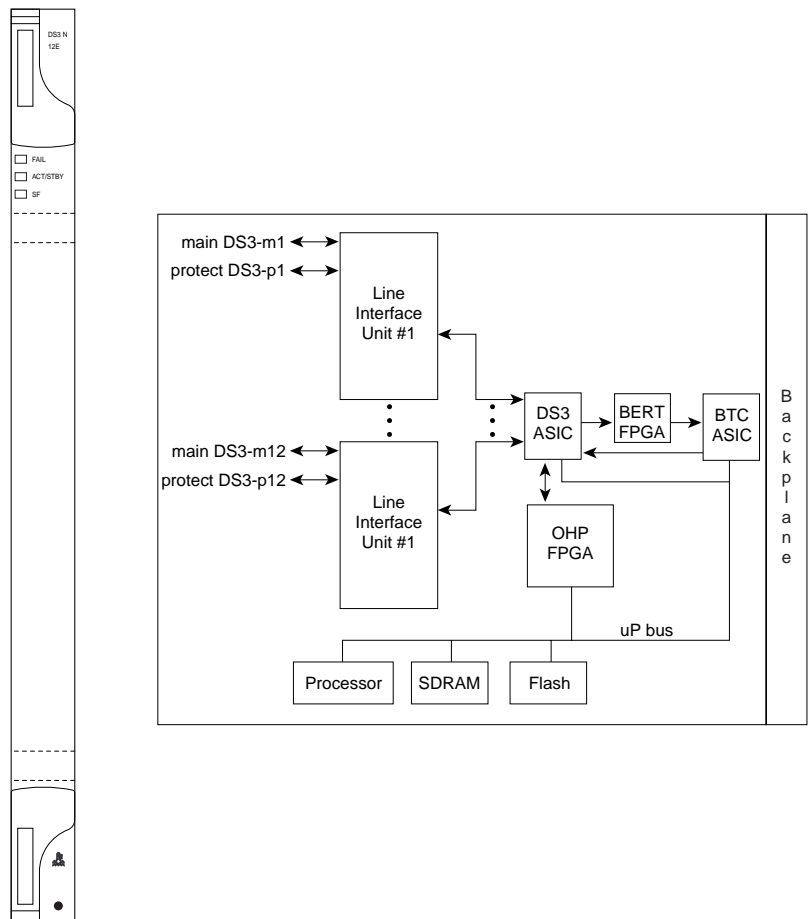 DS3 N
12E
FAIL
ACT/STBY
SF
main DS3-m1
protect DS3-p1
Line
Interface
Unit #1
main DS3-m12
protect DS3-p12
Line
Interface
Unit #1
DS3
ASIC
BERT
FPGA
BTC
ASIC
OHP
FPGA
uP bus
Processor
SDRAM
Flash
Backplane